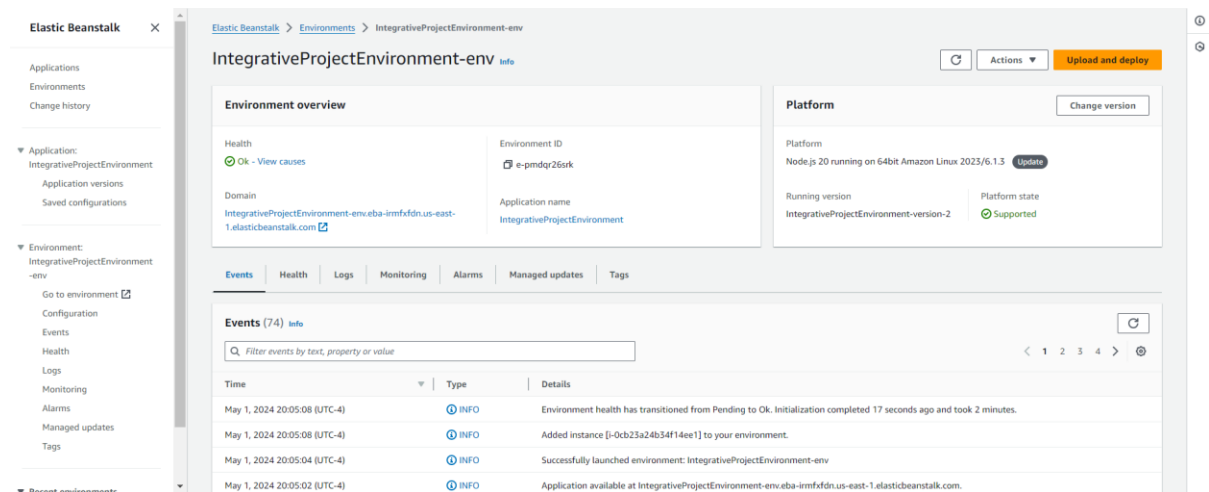 Elastic Beanstalk
Applications
Environments
Change history
Application:
IntegrativeProjectEnvironment
Application versions
Saved configurations
Environment:
IntegrativeProjectEnvironment
-env
Go to environment
Configuration
Events
Health
Logs
Monitoring
Alarms
Managed updates
Tags
Recent environments
Elastic Beanstalk > Environments > IntegrativeProjectEnvironment-env
IntegrativeProjectEnvironment-env Info
Actions
Upload and deploy
Environment overview
Health
Ok - View causes
Environment ID
e-pmdqr26srk
Domain
IntegrativeProjectEnvironment-env.eba-irmfxfdn.us-east-
1.elasticbeanstalk.com
Application name
IntegrativeProjectEnvironment
Platform
Change version
Platform
Node.js 20 running on 64bit Amazon Linux 2023/6.1.3 Update
Running version
IntegrativeProjectEnvironment-version-2
Platform state
Supported
Events Health Logs Monitoring Alarms Managed updates Tags
Events (74) Info
Filter events by text, property or value
< 1 2 3 4 >
Time Type Details
May 1, 2024 20:05:08 (UTC-4) INFO Environment health has transitioned from Pending to Ok. Initialization completed 17 seconds ago and took 2 minutes.
May 1, 2024 20:05:08 (UTC-4) INFO Added instance [i-0cb23a24b34f14ee1] to your environment.
May 1, 2024 20:05:04 (UTC-4) INFO Successfully launched environment: IntegrativeProjectEnvironment-env
May 1, 2024 20:05:02 (UTC-4) INFO Application available at IntegrativeProjectEnvironment-env.eba-irmfxfdn.us-east-1.elasticbeanstalk.com.